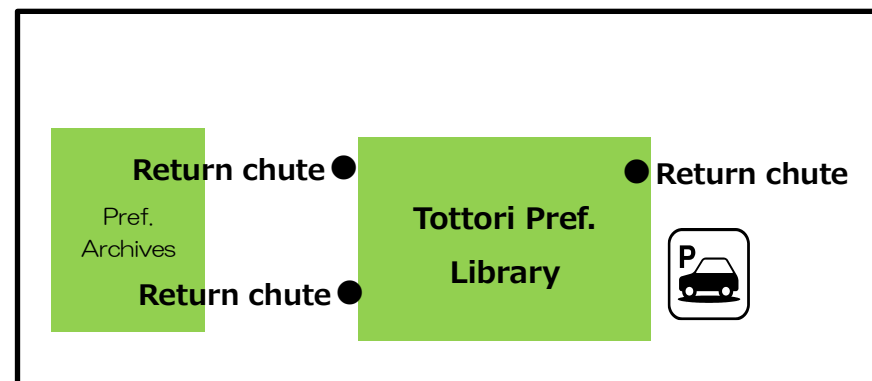 Return chute
Return chute
Pref.
Archives
Tottori Pref.
Library
P
Return chute